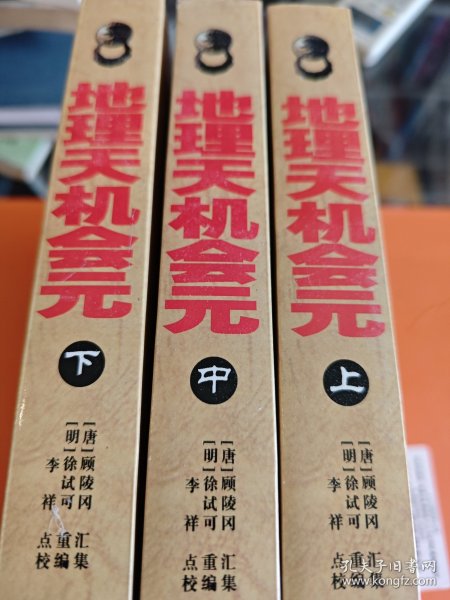 地理天机会元
下
[唐]顾陵冈 汇集
[明]徐试可 重编
李祥 点校
地理天机会元
中
[唐]顾陵冈 汇集
[明]徐试可 重编
李祥 点校
地理天机会元
上
[唐]顾陵冈 汇集
[明]徐试可 重编
李祥 点校
孔夫子旧书网
www.kongfz.com